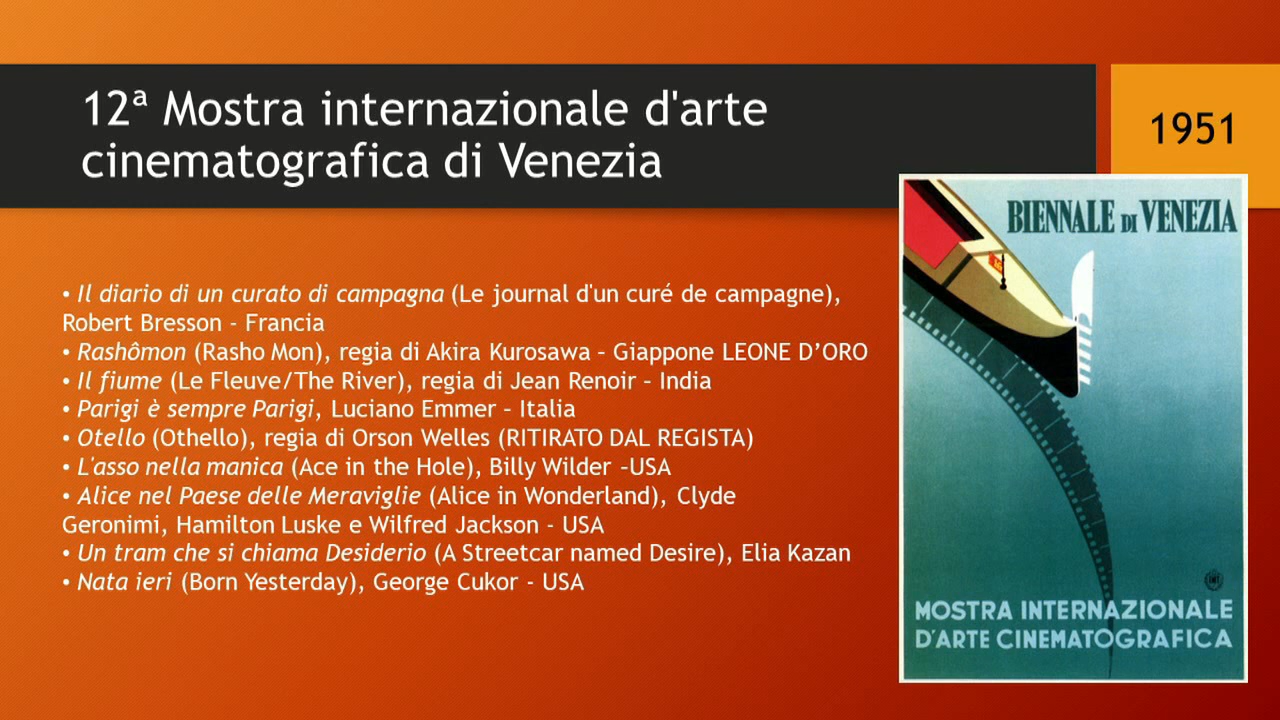 12ª Mostra internazionale d'arte
cinematografica di Venezia
1951
BIENNALE DI VENEZIA
• Il diario di un curato di campagna (Le journal d'un curé de campagne),
Robert Bresson - Francia
• Rashômon (Rasho Mon), regia di Akira Kurosawa – Giappone LEONE D’ORO
• Il fiume (Le Fleuve/The River), regia di Jean Renoir – India
• Parigi è sempre Parigi, Luciano Emmer – Italia
• Otello (Othello), regia di Orson Welles (RITIRATO DAL REGISTA)
• L'asso nella manica (Ace in the Hole), Billy Wilder –USA
• Alice nel Paese delle Meraviglie (Alice in Wonderland), Clyde
Geronimi, Hamilton Luske e Wilfred Jackson - USA
• Un tram che si chiama Desiderio (A Streetcar named Desire), Elia Kazan
• Nata ieri (Born Yesterday), George Cukor - USA
MOSTRA INTERNAZIONALE
D'ARTE CINEMATOGRAFICA